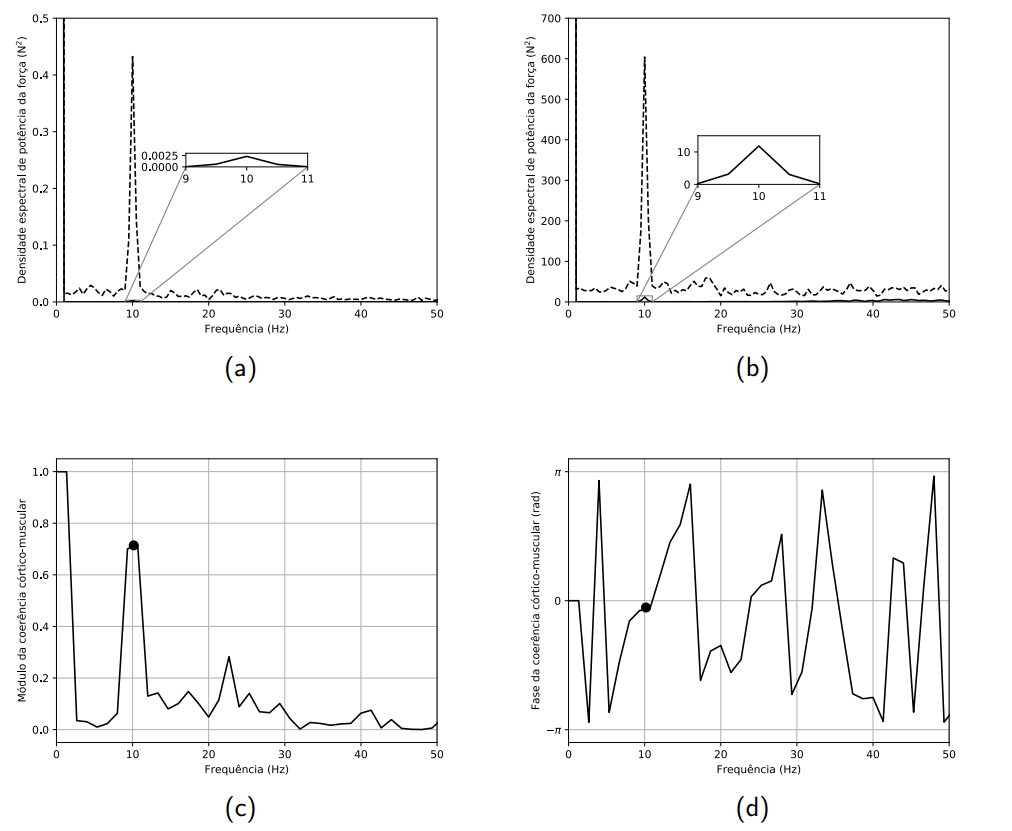 Densidade espectral de potência da força (N²)
0.5
0.4
0.3
0.2
0.1
0.0
0.0025
0.0000
9 10 11
0 10 20 30 40 50
Frequência (Hz)
(a)
Densidade espectral de potência da força (N²)
700
600
500
400
300
200
100
0
10
0
9 10 11
0 10 20 30 40 50
Frequência (Hz)
(b)
Módulo da coerência córtico-muscular
1.0
0.8
0.6
0.4
0.2
0.0
0 10 20 30 40 50
Frequência (Hz)
(c)
Fase da coerência córtico-muscular (rad)
π
0
−π
0 10 20 30 40 50
Frequência (Hz)
(d)